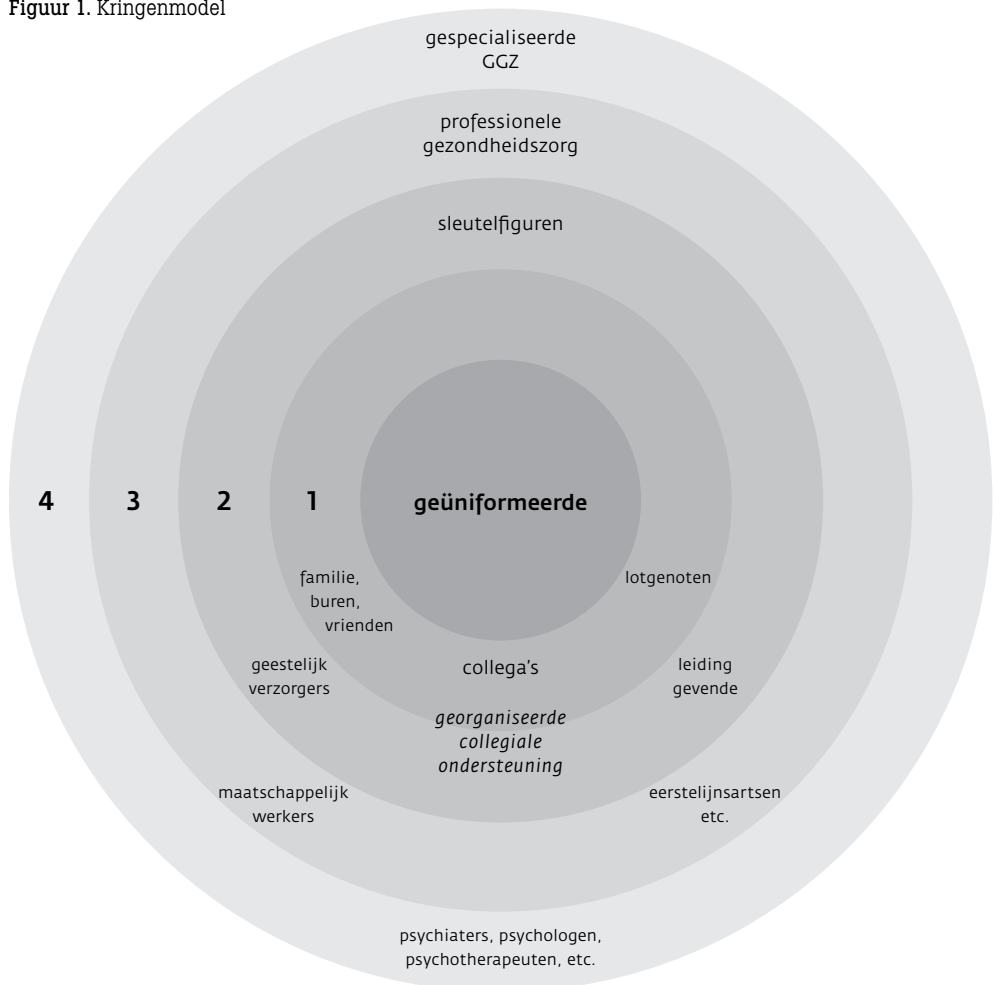 Figuur 1. Kringenmodel
gespecialiseerde
GGZ
professionele
gezondheidszorg
sleutelfiguren
4 3 2 1 geüniformeerde
familie,
buren,
vrienden
lotgenoten
collega's
geestelijk
verzorgers
leiding
gevende
georganiseerde
collegiale
ondersteuning
maatschappelijk
werkers
eerstelijnsartsen
etc.
psychiaters, psychologen,
psychotherapeuten, etc.